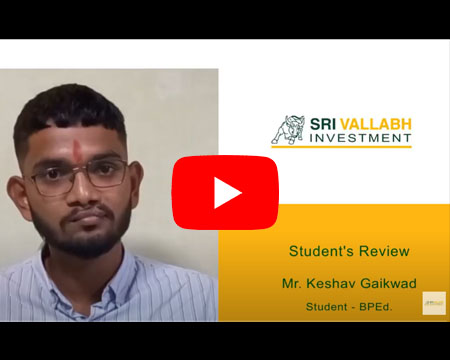 SRI VALLABH
INVESTMENT
Student's Review
Mr. Keshav Gaikwad
Student - BPEd.